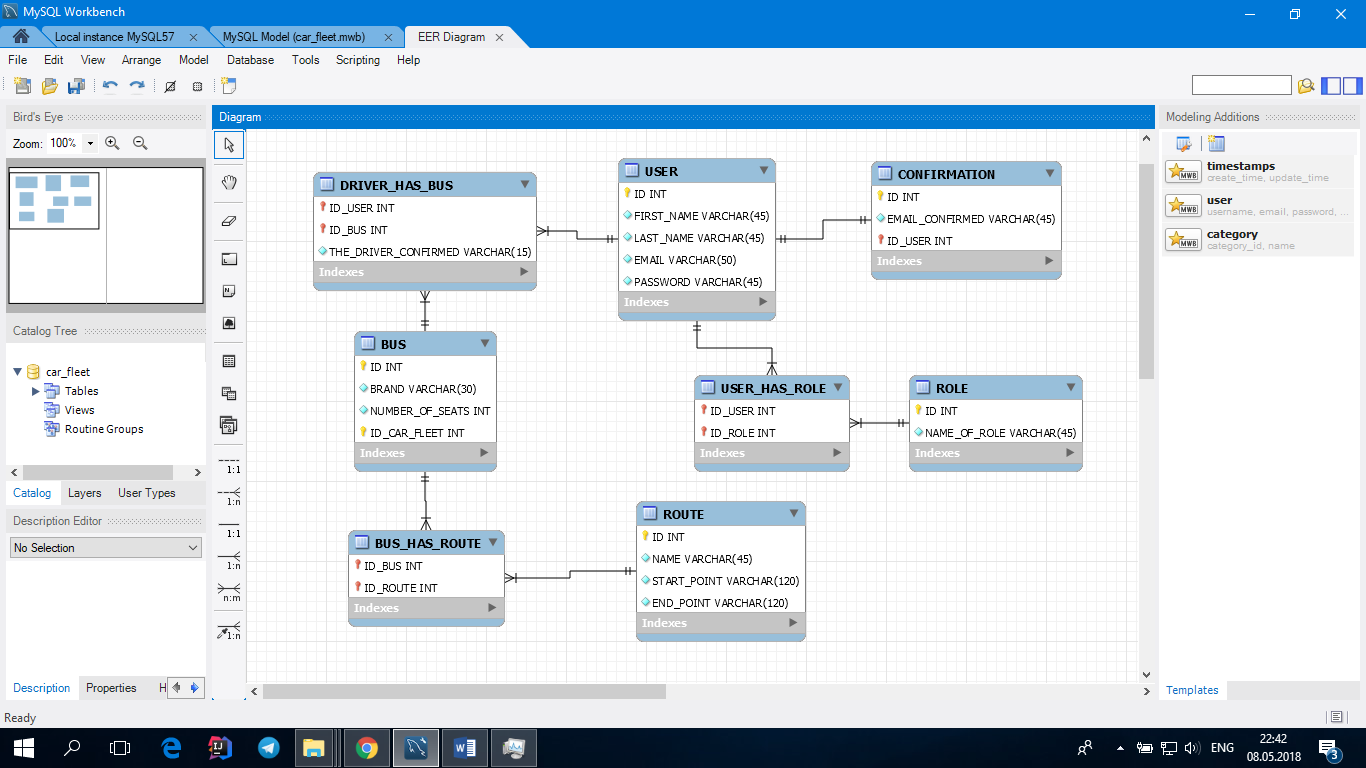 MySQL Workbench
Local instance MySQL57 ×
MySQL Model (car_fleet.mwb) ×
EER Diagram ×
File Edit View Arrange Model Database Tools Scripting Help
Bird's Eye
Zoom: 100%
Catalog Tree
car_fleet
Tables
Views
Routine Groups
Catalog Layers User Types
Description Editor
No Selection
Description Properties H
Diagram
1:1
1:n
1:1
1:n
n:m
1:n
DRIVER_HAS_BUS
ID_USER INT
ID_BUS INT
THE_DRIVER_CONFIRMED VARCHAR(15)
Indexes
USER
ID INT
FIRST_NAME VARCHAR(45)
LAST_NAME VARCHAR(45)
EMAIL VARCHAR(50)
PASSWORD VARCHAR(45)
Indexes
CONFIRMATION
ID INT
EMAIL_CONFIRMED VARCHAR(45)
ID_USER INT
Indexes
BUS
ID INT
BRAND VARCHAR(30)
NUMBER_OF_SEATS INT
ID_CAR_FLEET INT
Indexes
USER_HAS_ROLE
ID_USER INT
ID_ROLE INT
Indexes
ROLE
ID INT
NAME_OF_ROLE VARCHAR(45)
Indexes
BUS_HAS_ROUTE
ID_BUS INT
ID_ROUTE INT
Indexes
ROUTE
ID INT
NAME VARCHAR(45)
START_POINT VARCHAR(120)
END_POINT VARCHAR(120)
Indexes
Modeling Additions
MWB
timestamps
create_time, update_time
MWB
user
username, email, password, ...
MWB
category
category_id, name
Templates
Ready
ENG
22:42
08.05.2018
3